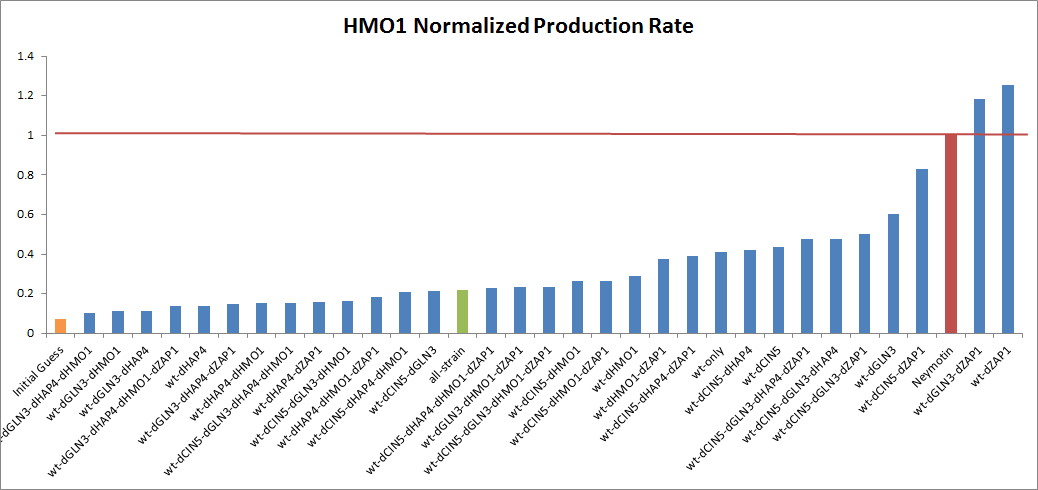 HMO1 Normalized Production Rate
1.4
1.2
1
0.8
0.6
0.4
0.2
0
Initial Guess
-dGLN3-dHAP4-dHMO1
wt-dGLN3-dHMO1
wt-dGLN3-dHAP4
wt-dGLN3-dHAP4-dHMO1-dZAP1
wt-dHAP4
wt-dGLN3-dHAP4-dZAP1
wt-dHAP4-dHMO1
wt-dCIN5-dGLN3-dHAP4-dHMO1
wt-dHAP4-dZAP1
wt-dCIN5-dGLN3-dHMO1
wt-dHAP4-dHMO1-dZAP1
wt-dCIN5-dHAP4-dHMO1
wt-dCIN5-dGLN3
all-strain
wt-dCIN5-dHAP4-dHMO1-dZAP1
wt-dGLN3-dHMO1-dZAP1
wt-dCIN5-dGLN3-dHMO1-dZAP1
wt-dCIN5-dHMO1
wt-dCIN5-dHMO1-dZAP1
wt-dHMO1
wt-dHMO1-dZAP1
wt-dCIN5-dHAP4-dZAP1
wt-only
wt-dCIN5-dHAP4
wt-dCIN5
wt-dCIN5-dGLN3-dHAP4-dZAP1
wt-dCIN5-dGLN3-dHAP4
wt-dCIN5-dGLN3-dZAP1
wt-dGLN3
wt-dCIN5-dZAP1
Neymotin
wt-dGLN3-dZAP1
wt-dZAP1